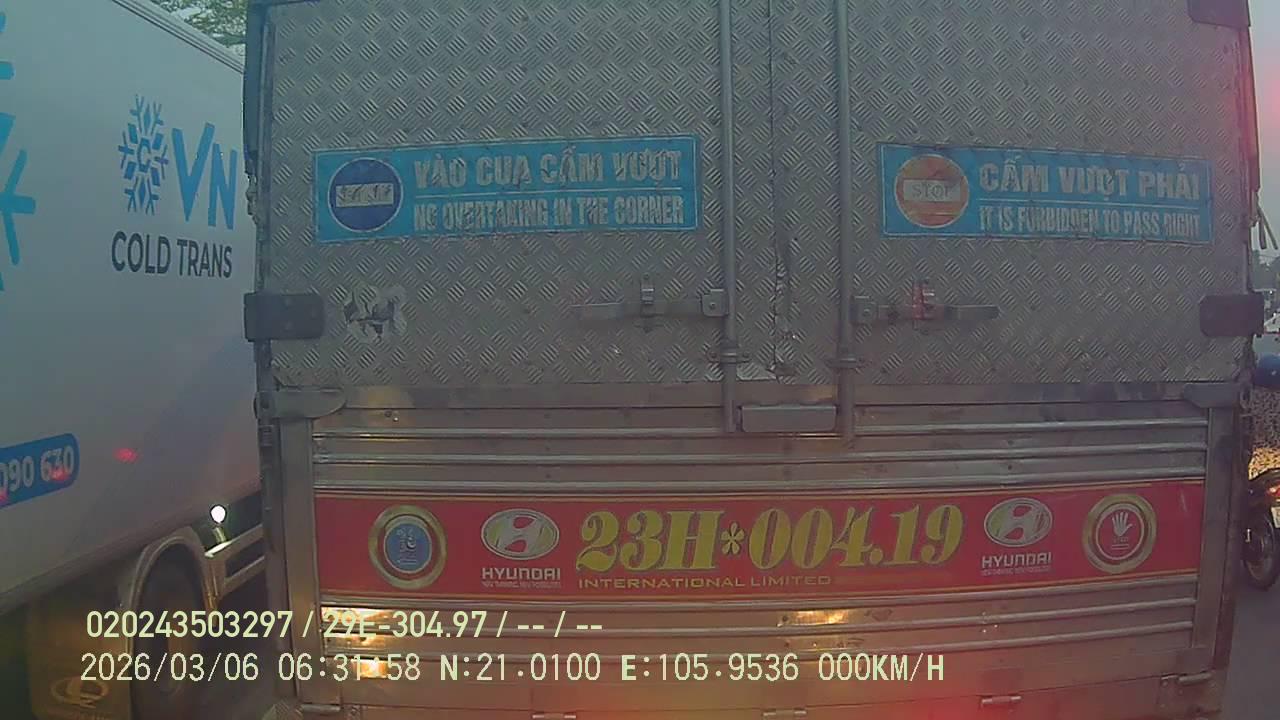 VN
COLD TRANS
090 630
VÀO CUA CẤM VƯỢT
NO OVERTAKING IN THE CORNER
STOP
CẤM VƯỢT PHẢI
IT IS FORBIDDEN TO PASS RIGHT
HYUNDAI
23H*004.19
INTERNATIONAL LIMITED
HYUNDAI
020243503297 / 29E-304.97 / -- / --
2026/03/06 06:31:58 N:21.0100 E:105.9536 000KM/H